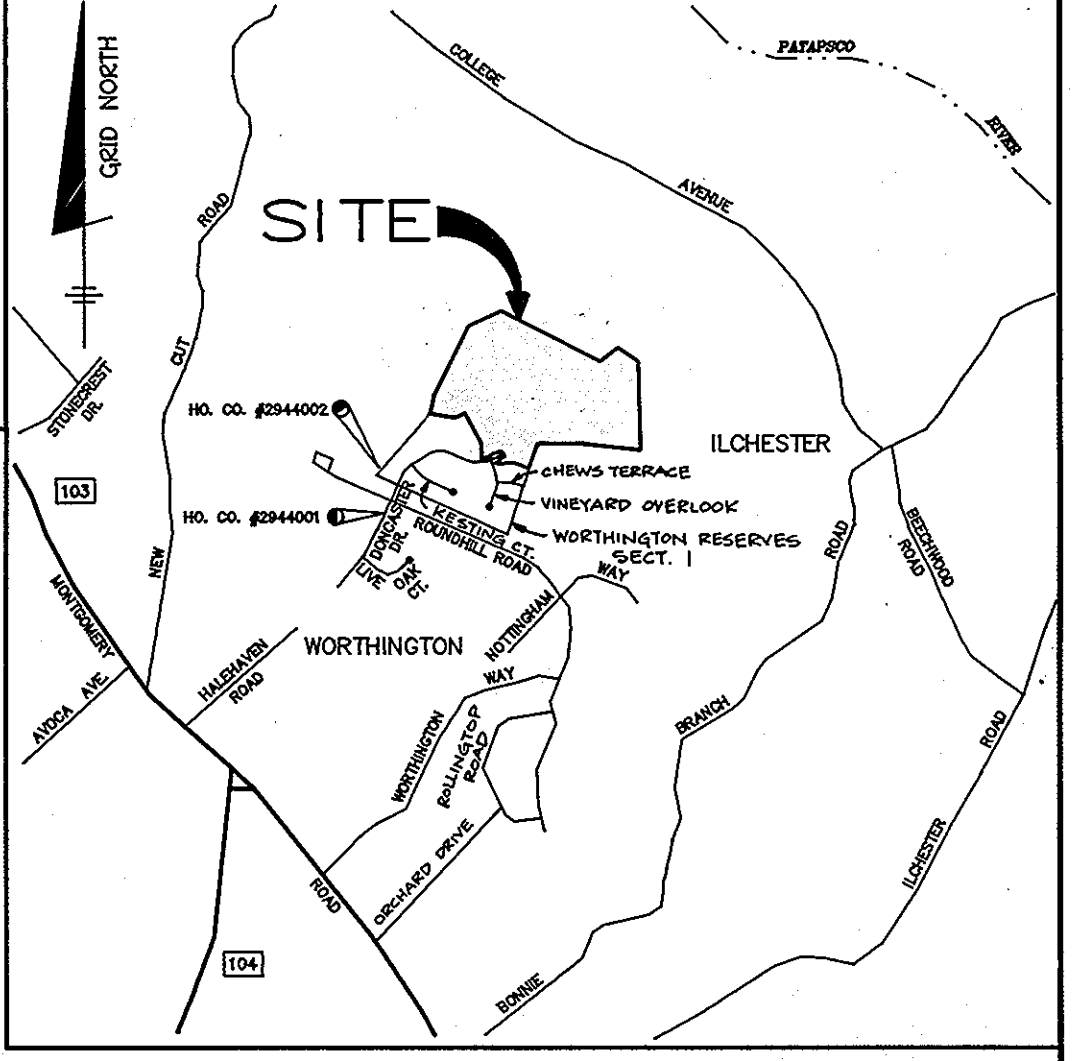 GRID NORTH
COLLEGE
AVENUE
PATAPSCO
RIVER
SITE
NEW
CUT
ROAD
STONECREST
DR.
HO. CO. #2944002
HO. CO. #2944001
103
ILCHESTER
CHEWS TERRACE
VINEYARD OVERLOOK
WORTHINGTON RESERVES
SECT. 1
KESTING CT.
ROUNDHILL ROAD
DONCASTER
DR.
LIVE OAK
CT.
NOTTINGHAM
WAY
WORTHINGTON
MONTGOMERY
ROAD
AVOCA AVE.
HALEHAVEN
ROAD
WORTHINGTON
WAY
ROLLINGTOP
ROAD
ORCHARD DRIVE
BONNIE
BRANCH
ROAD
BEECHWOOD
ROAD
ILCHESTER
ROAD
104